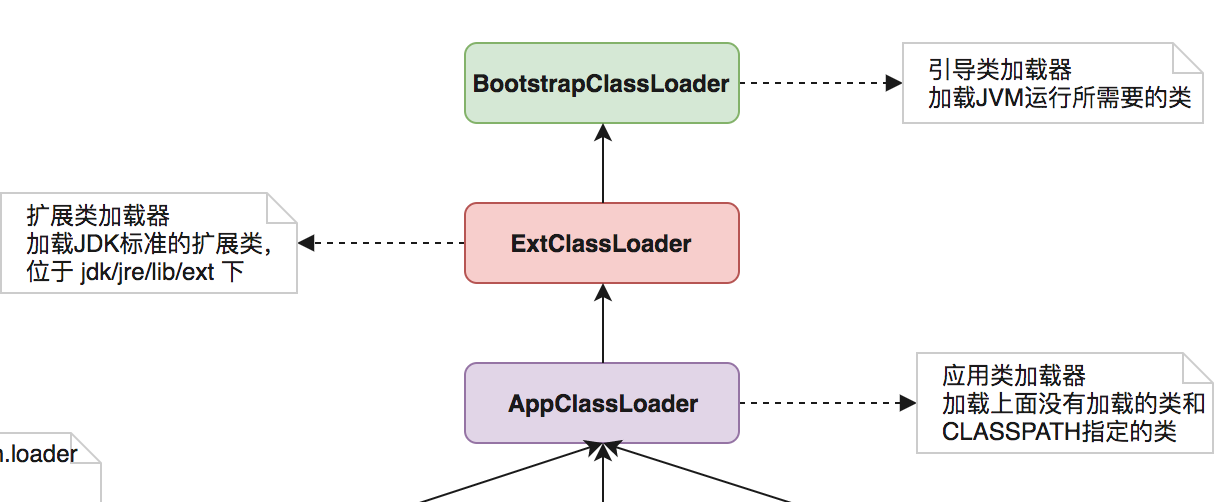 BootstrapClassLoader
引导类加载器
加载JVM运行所需要的类
扩展类加载器
加载JDK标准的扩展类，
位于 jdk/jre/lib/ext 下
ExtClassLoader
AppClassLoader
应用类加载器
加载上面没有加载的类和
CLASSPATH指定的类
.loader